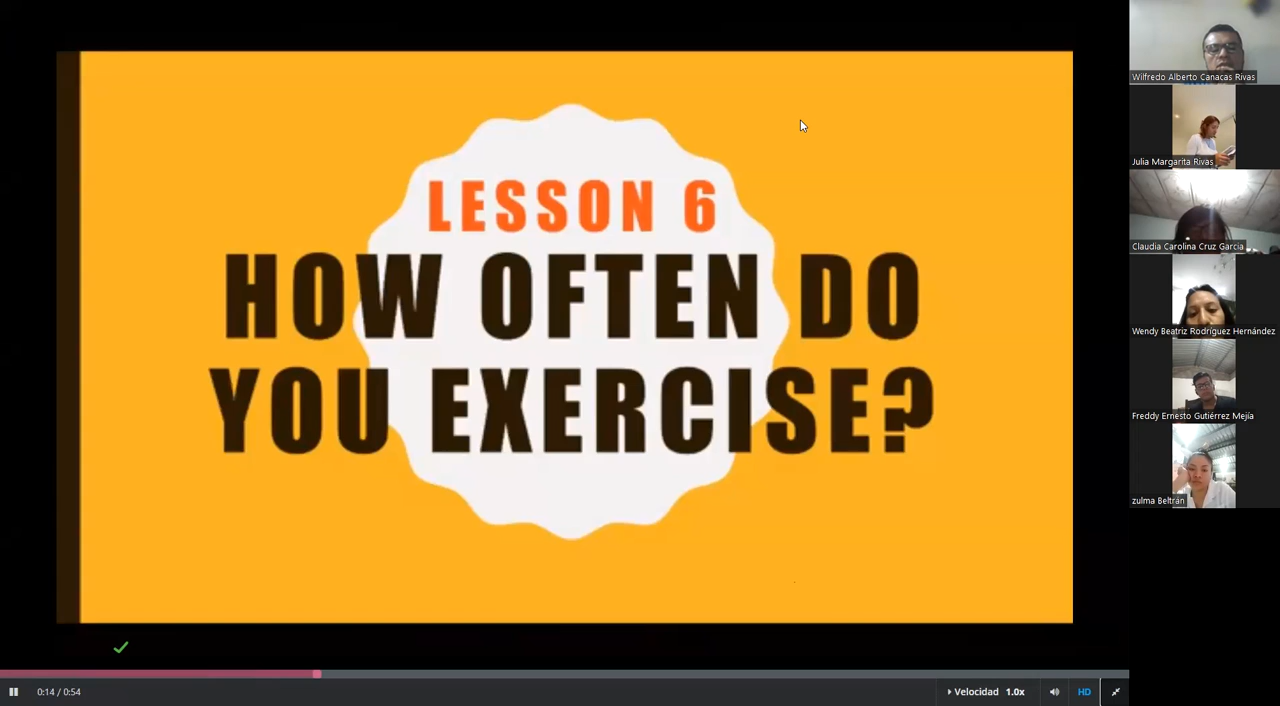 LESSON 6
HOW OFTEN DO
YOU EXERCISE?
0:14 / 0:54
Velocidad 1.0x
HD
Wilfredo Alberto Canacas Rivas
Julia Margarita Rivas
Claudia Carolina Cruz Garcia
Wendy Beatriz Rodríguez Hernández
Freddy Ernesto Gutiérrez Mejía
zulma Beltrán